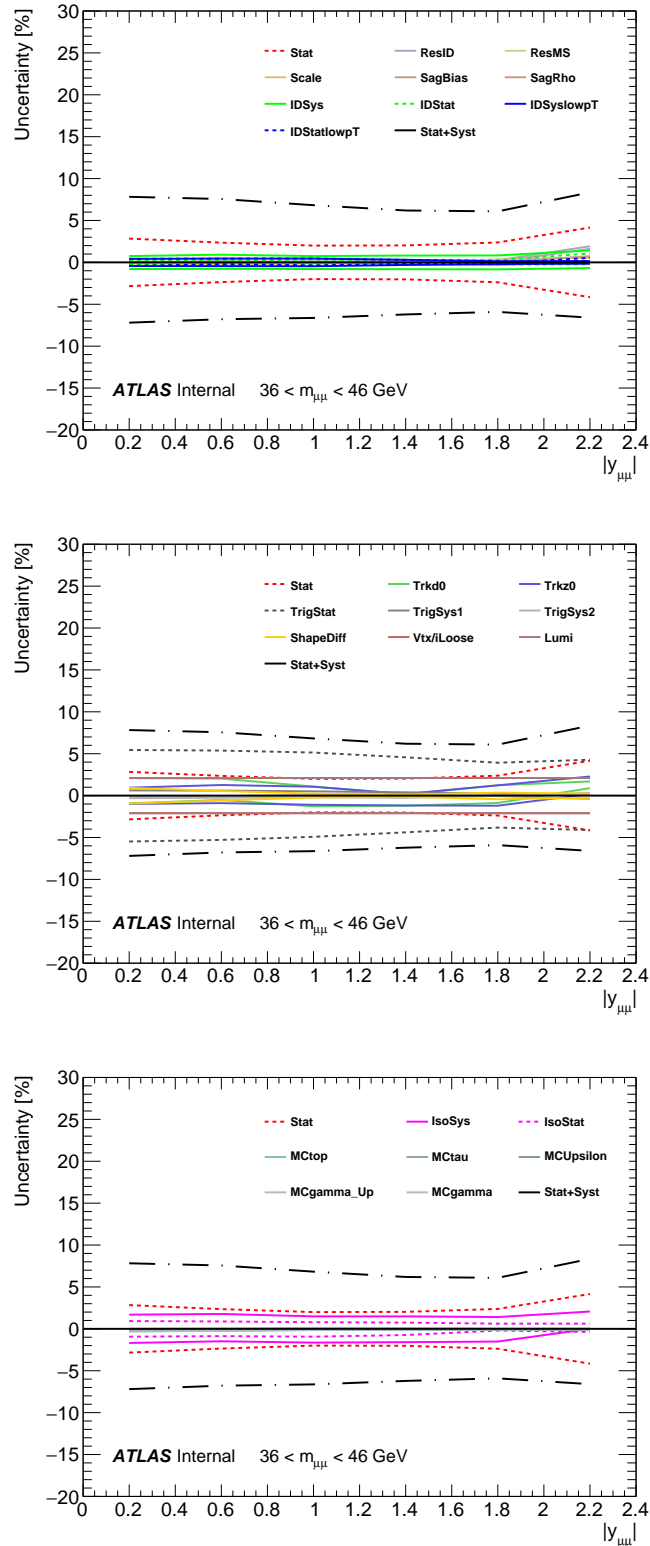 Uncertainty [%]
30
25
20
15
10
5
0
−5
−10
−15
−20
Stat ResID ResMS
Scale SagBias SagRho
IDSys IDStat IDSyslowpT
IDStatlowpT Stat+Syst
ATLAS Internal 36 < mμμ < 46 GeV
0 0.2 0.4 0.6 0.8 1 1.2 1.4 1.6 1.8 2 2.2 2.4
|yμμ|
Uncertainty [%]
30
25
20
15
10
5
0
−5
−10
−15
−20
Stat Trkd0 Trkz0
TrigStat TrigSys1 TrigSys2
ShapeDiff Vtx/iLoose Lumi
Stat+Syst
ATLAS Internal 36 < mμμ < 46 GeV
0 0.2 0.4 0.6 0.8 1 1.2 1.4 1.6 1.8 2 2.2 2.4
|yμμ|
Uncertainty [%]
30
25
20
15
10
5
0
−5
−10
−15
−20
Stat IsoSys IsoStat
MCtop MCtau MCUpsilon
MCgamma_Up MCgamma Stat+Syst
ATLAS Internal 36 < mμμ < 46 GeV
0 0.2 0.4 0.6 0.8 1 1.2 1.4 1.6 1.8 2 2.2 2.4
|yμμ|